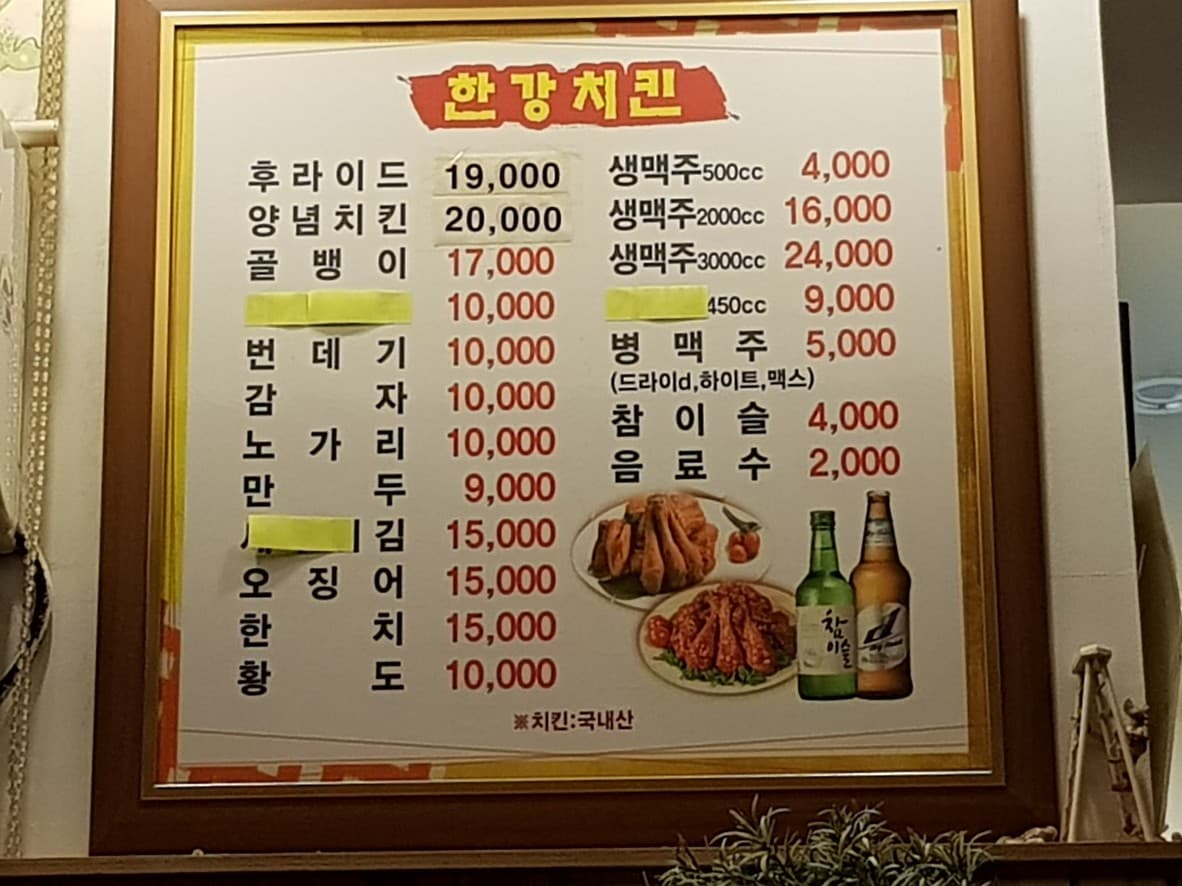 한강치킨
후라이드 19,000
양념치킨 20,000
골뱅이 17,000
10,000
번데기 10,000
감자 10,000
노가리 10,000
만두 9,000
김 15,000
오징어 15,000
한치 15,000
황도 10,000
생맥주500cc 4,000
생맥주2000cc 16,000
생맥주3000cc 24,000
450cc 9,000
병맥주 5,000
(드라이d,하이트,맥스)
참이슬 4,000
음료수 2,000
참이슬
d
※치킨:국내산